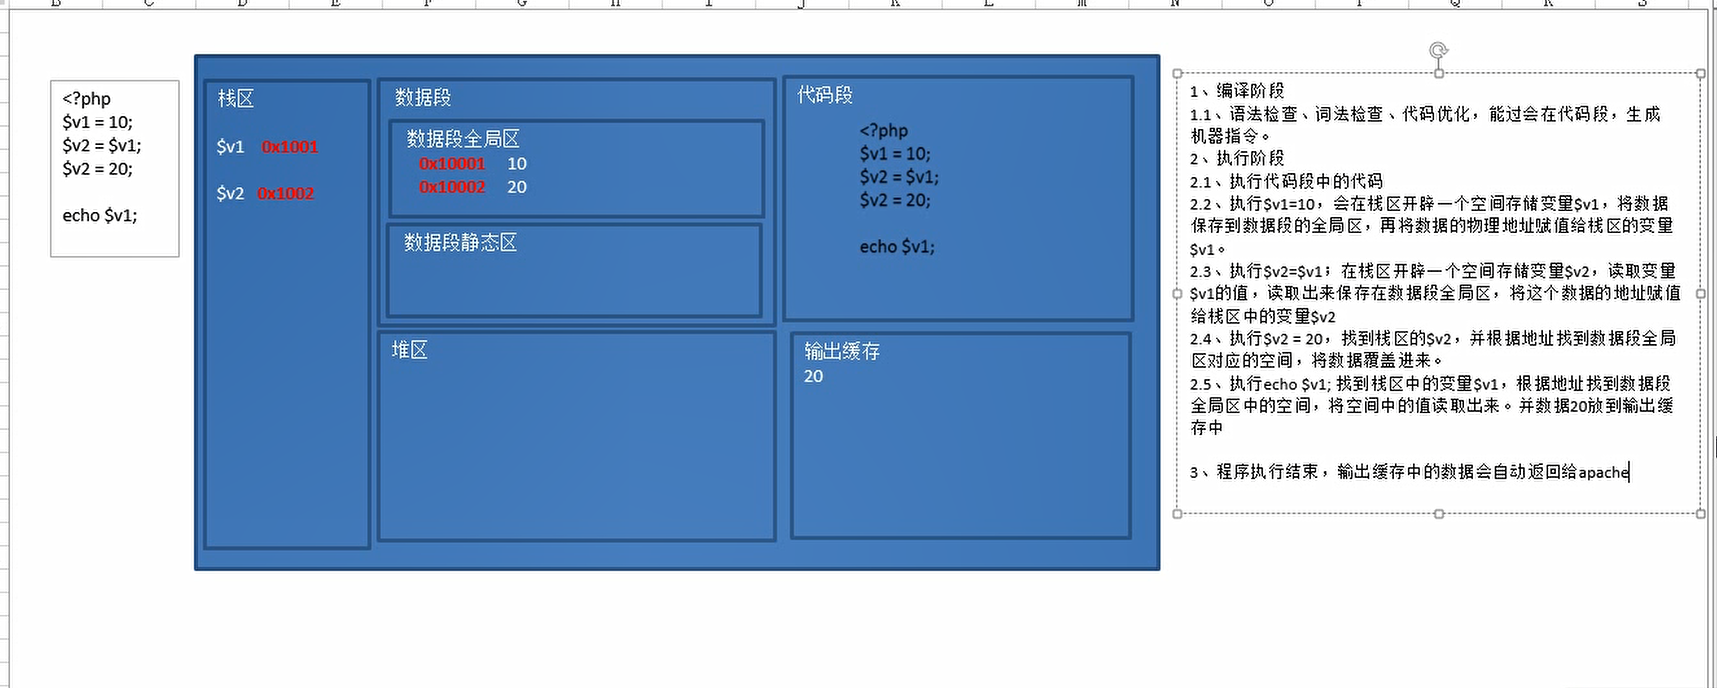 <?php
$v1 = 10;
$v2 = $v1;
$v2 = 20;
echo $v1;
栈区
$v1 0x1001
$v2 0x1002
数据段
数据段全局区
0x10001 10
0x10002 20
数据段静态区
堆区
代码段
<?php
$v1 = 10;
$v2 = $v1;
$v2 = 20;
echo $v1;
输出缓存
20
1、编译阶段
1.1、语法检查、词法检查、代码优化，能过会在代码段，生成
机器指令。
2、执行阶段
2.1、执行代码段中的代码
2.2、执行$v1=10，会在栈区开辟一个空间存储变量$v1，将数据
保存到数据段的全局区，再将数据的物理地址赋值给栈区的变量
$v1。
2.3、执行$v2=$v1；在栈区开辟一个空间存储变量$v2，读取变量
$v1的值，读取出来保存在数据段全局区，将这个数据的地址赋值
给栈区中的变量$v2
2.4、执行$v2 = 20，找到栈区的$v2，并根据地址找到数据段全局
区对应的空间，将数据覆盖进来。
2.5、执行echo $v1; 找到栈区中的变量$v1，根据地址找到数据段
全局区中的空间，将空间中的值读取出来。并数据20放到输出缓
存中
3、程序执行结束，输出缓存中的数据会自动返回给apache